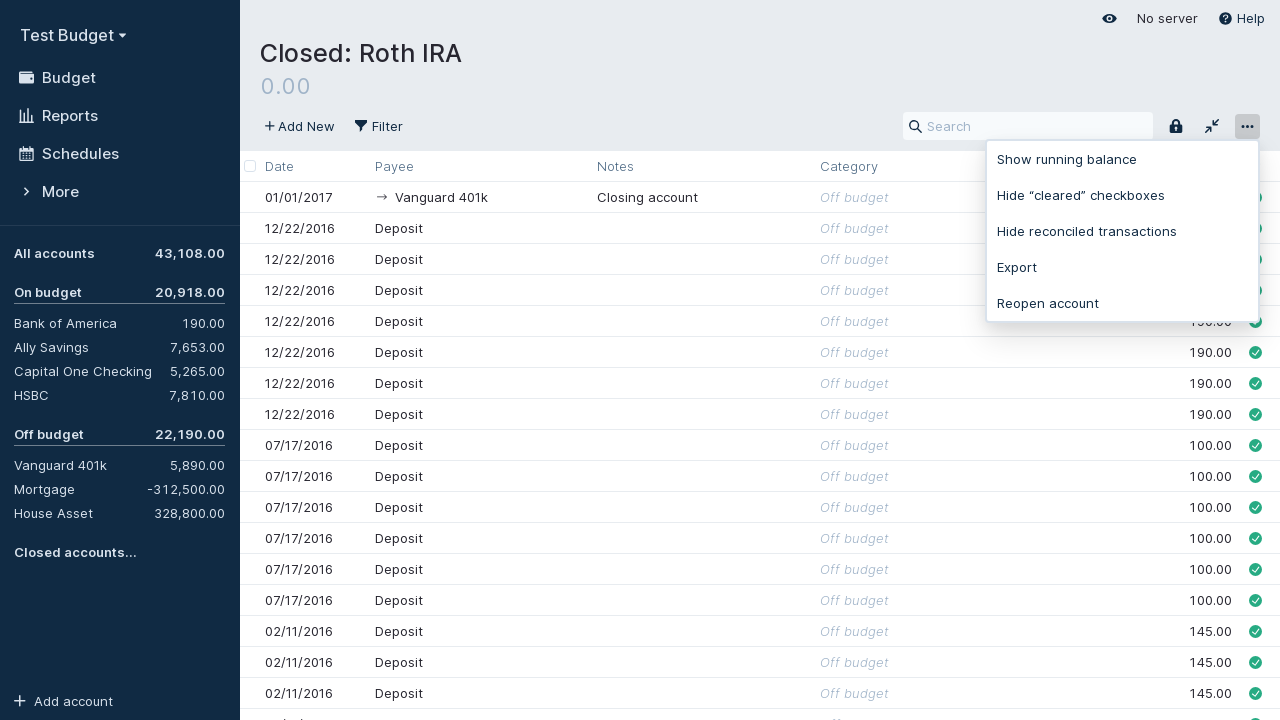 Test Budget
Budget
Reports
Schedules
More
All accounts 43,108.00
On budget 20,918.00
Bank of America 190.00
Ally Savings 7,653.00
Capital One Checking 5,265.00
HSBC 7,810.00
Off budget 22,190.00
Vanguard 401k 5,890.00
Mortgage -312,500.00
House Asset 328,800.00
Closed accounts...
Add account
No server Help
Closed: Roth IRA
0.00
Add New Filter Search
Show running balance
Hide “cleared” checkboxes
Hide reconciled transactions
Export
Reopen account
Date Payee Notes Category
01/01/2017 → Vanguard 401k Closing account Off budget
12/22/2016 Deposit Off budget
12/22/2016 Deposit Off budget
12/22/2016 Deposit Off budget
12/22/2016 Deposit Off budget
12/22/2016 Deposit Off budget 190.00
12/22/2016 Deposit Off budget 190.00
12/22/2016 Deposit Off budget 190.00
07/17/2016 Deposit Off budget 100.00
07/17/2016 Deposit Off budget 100.00
07/17/2016 Deposit Off budget 100.00
07/17/2016 Deposit Off budget 100.00
07/17/2016 Deposit Off budget 100.00
07/17/2016 Deposit Off budget 100.00
02/11/2016 Deposit Off budget 145.00
02/11/2016 Deposit Off budget 145.00
02/11/2016 Deposit Off budget 145.00